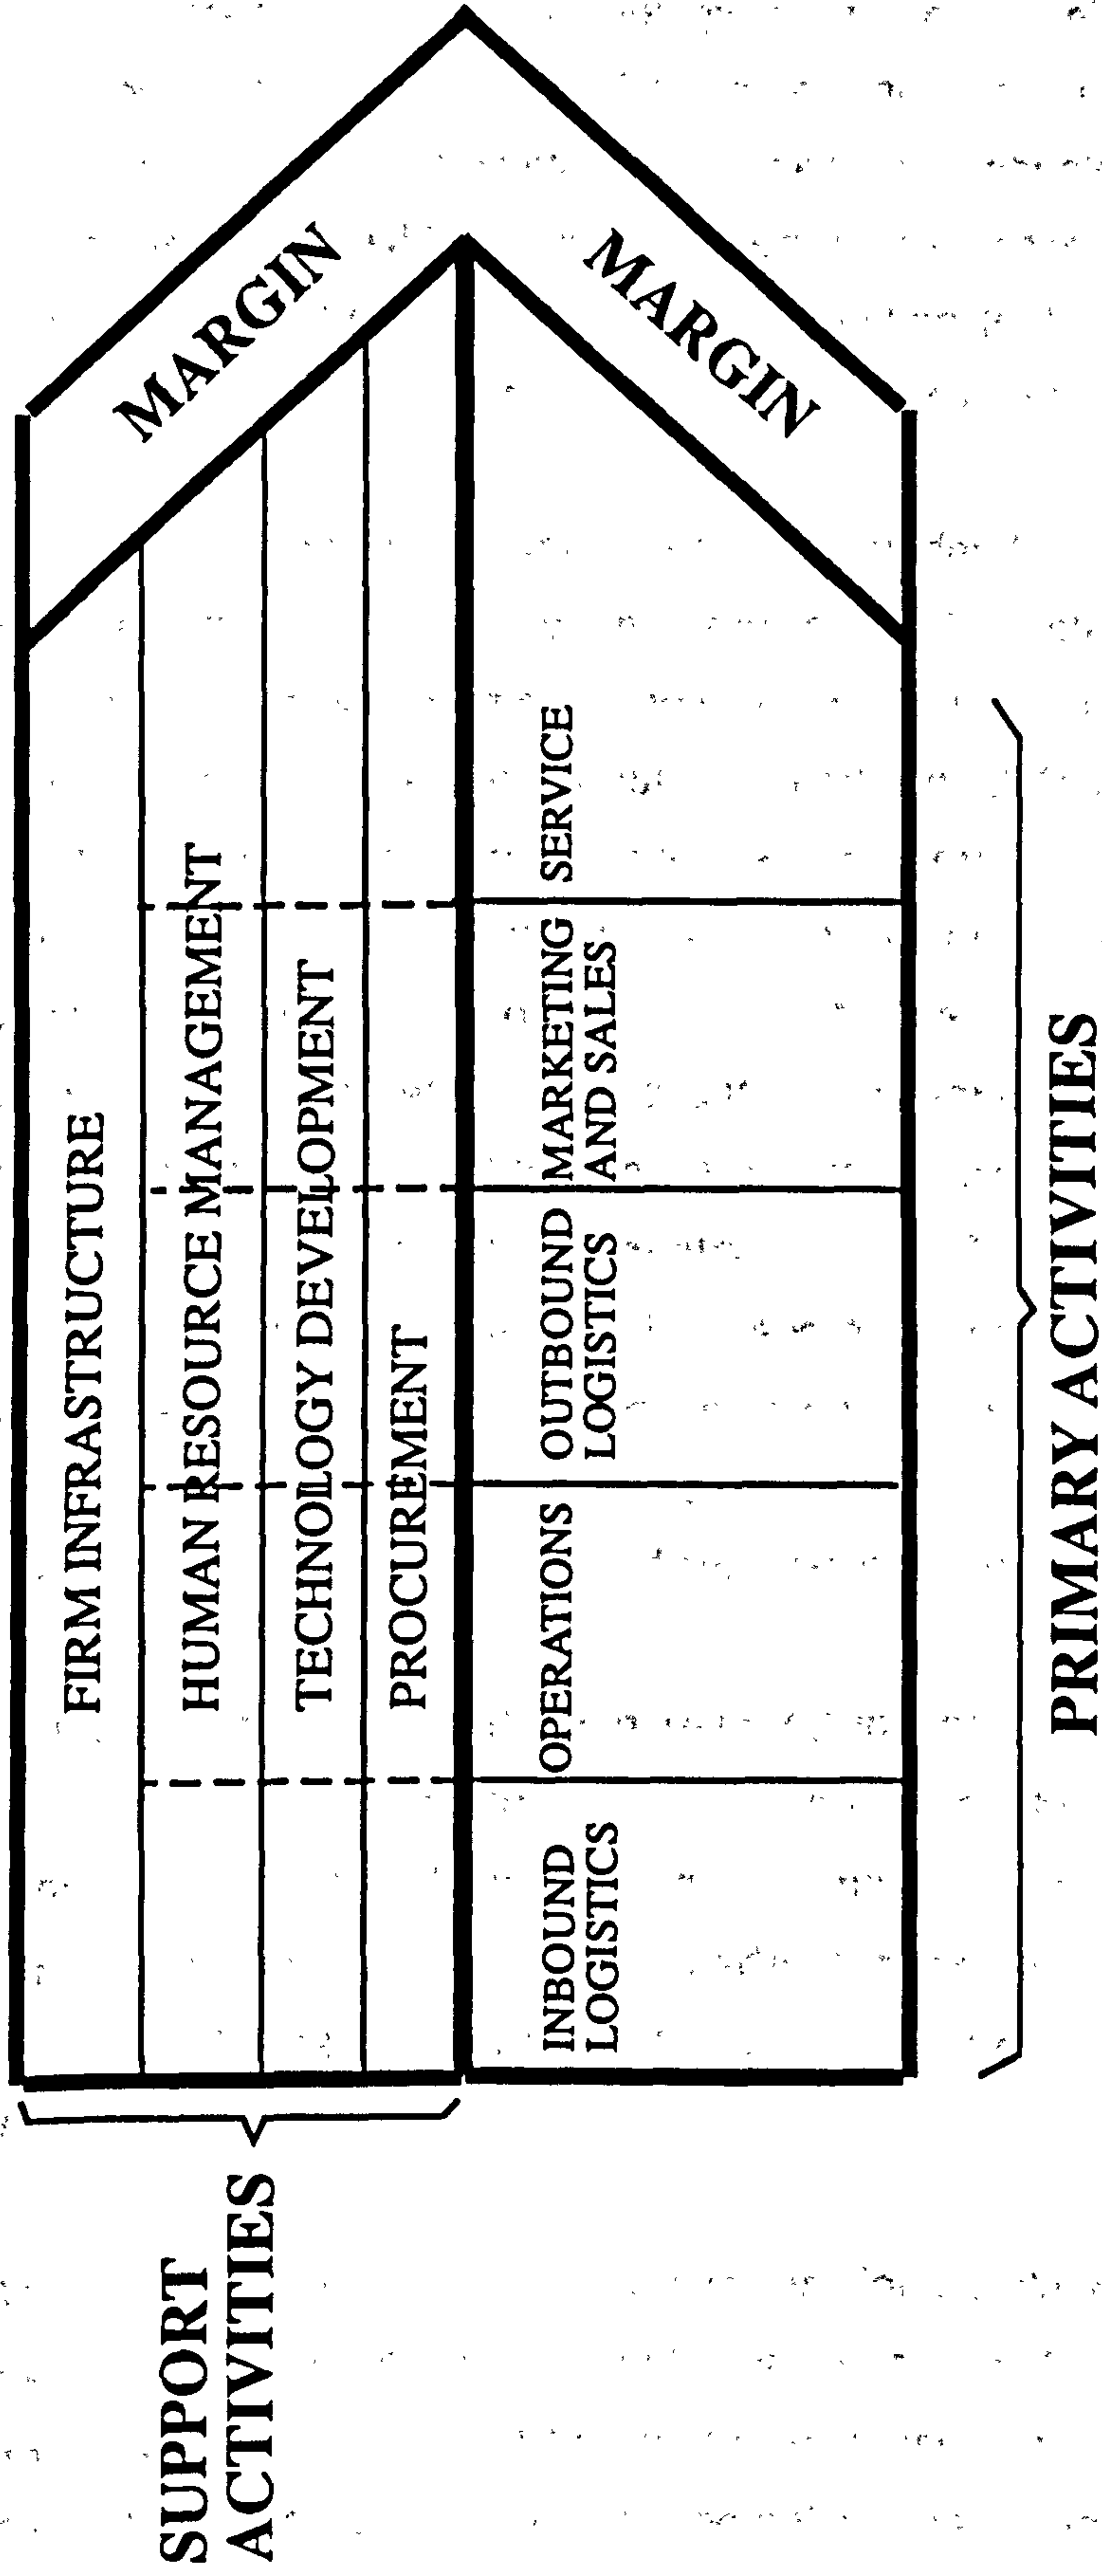 SUPPORT
ACTIVITIES
FIRM INFRASTRUCTURE
HUMAN RESOURCE MANAGEMENT
TECHNOLOGY DEVELOPMENT
PROCUREMENT
MARGIN
INBOUND
LOGISTICS
OPERATIONS
OUTBOUND
LOGISTICS
MARKETING
AND SALES
SERVICE
MARGIN
PRIMARY ACTIVITIES